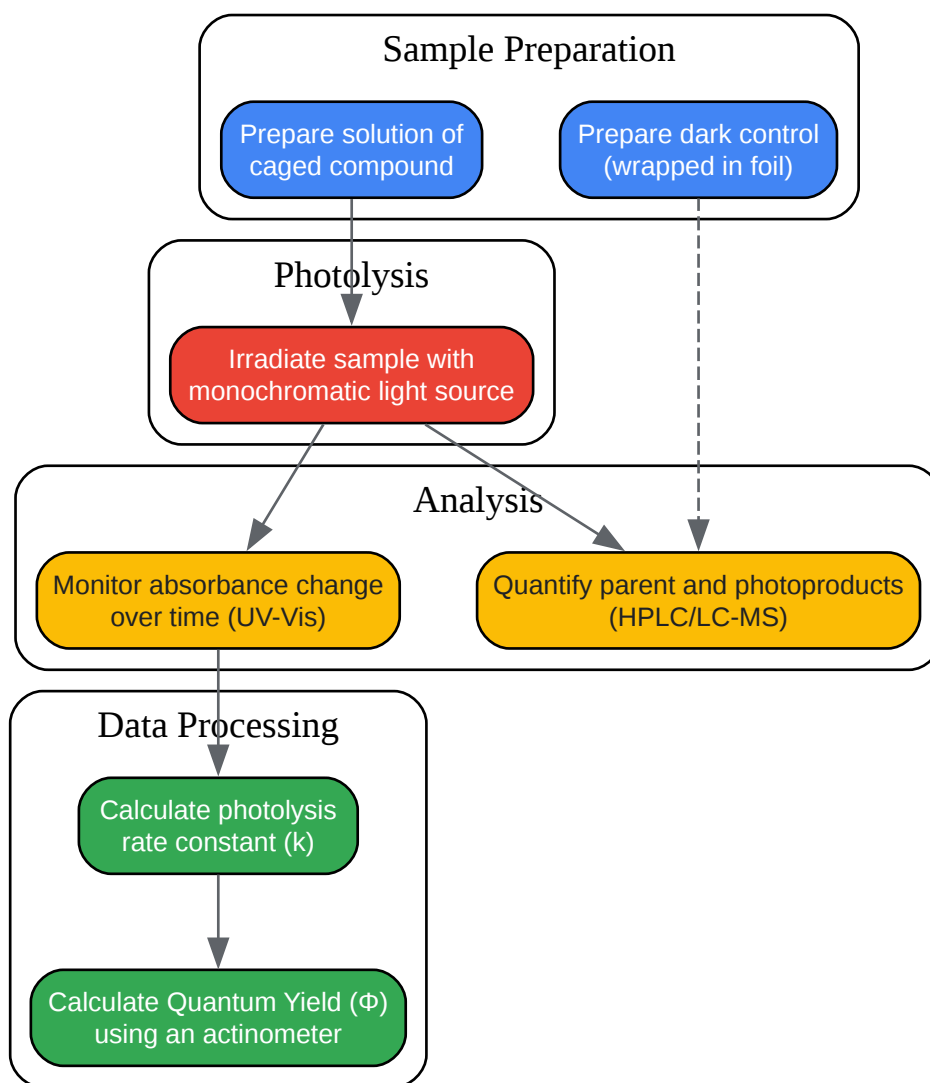 Sample Preparation
Prepare solution of
caged compound
Prepare dark control
(wrapped in foil)
Photolysis
Irradiate sample with
monochromatic light source
Analysis
Monitor absorbance change
over time (UV-Vis)
Quantify parent and photoproducts
(HPLC/LC-MS)
Data Processing
Calculate photolysis
rate constant (k)
Calculate Quantum Yield (Φ)
using an actinometer